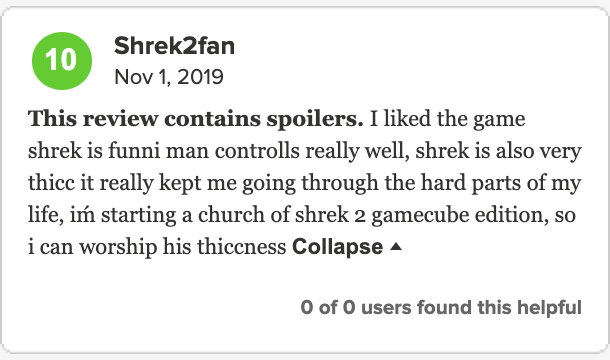 10
Shrek2fan
Nov 1, 2019
This review contains spoilers. I liked the game
shrek is funni man controlls really well, shrek is also very
thicc it really kept me going through the hard parts of my
life, iḿ starting a church of shrek 2 gamecube edition, so
i can worship his thiccness Collapse ▲
0 of 0 users found this helpful